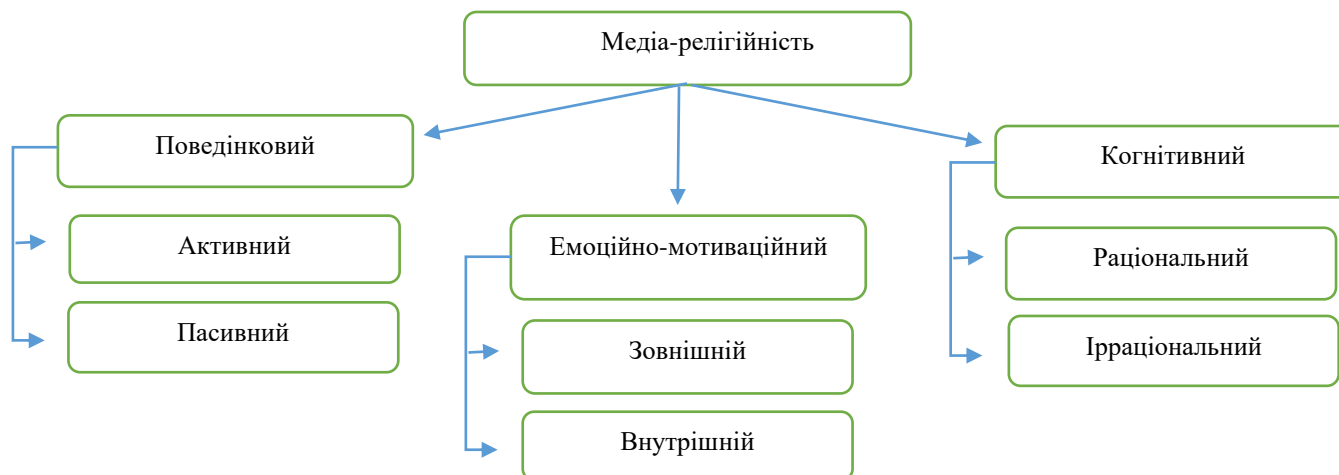 Медіа-релігійність
Поведінковий
Активний
Пасивний
Емоційно-мотиваційний
Зовнішній
Внутрішній
Когнітивний
Раціональний
Ірраціональний